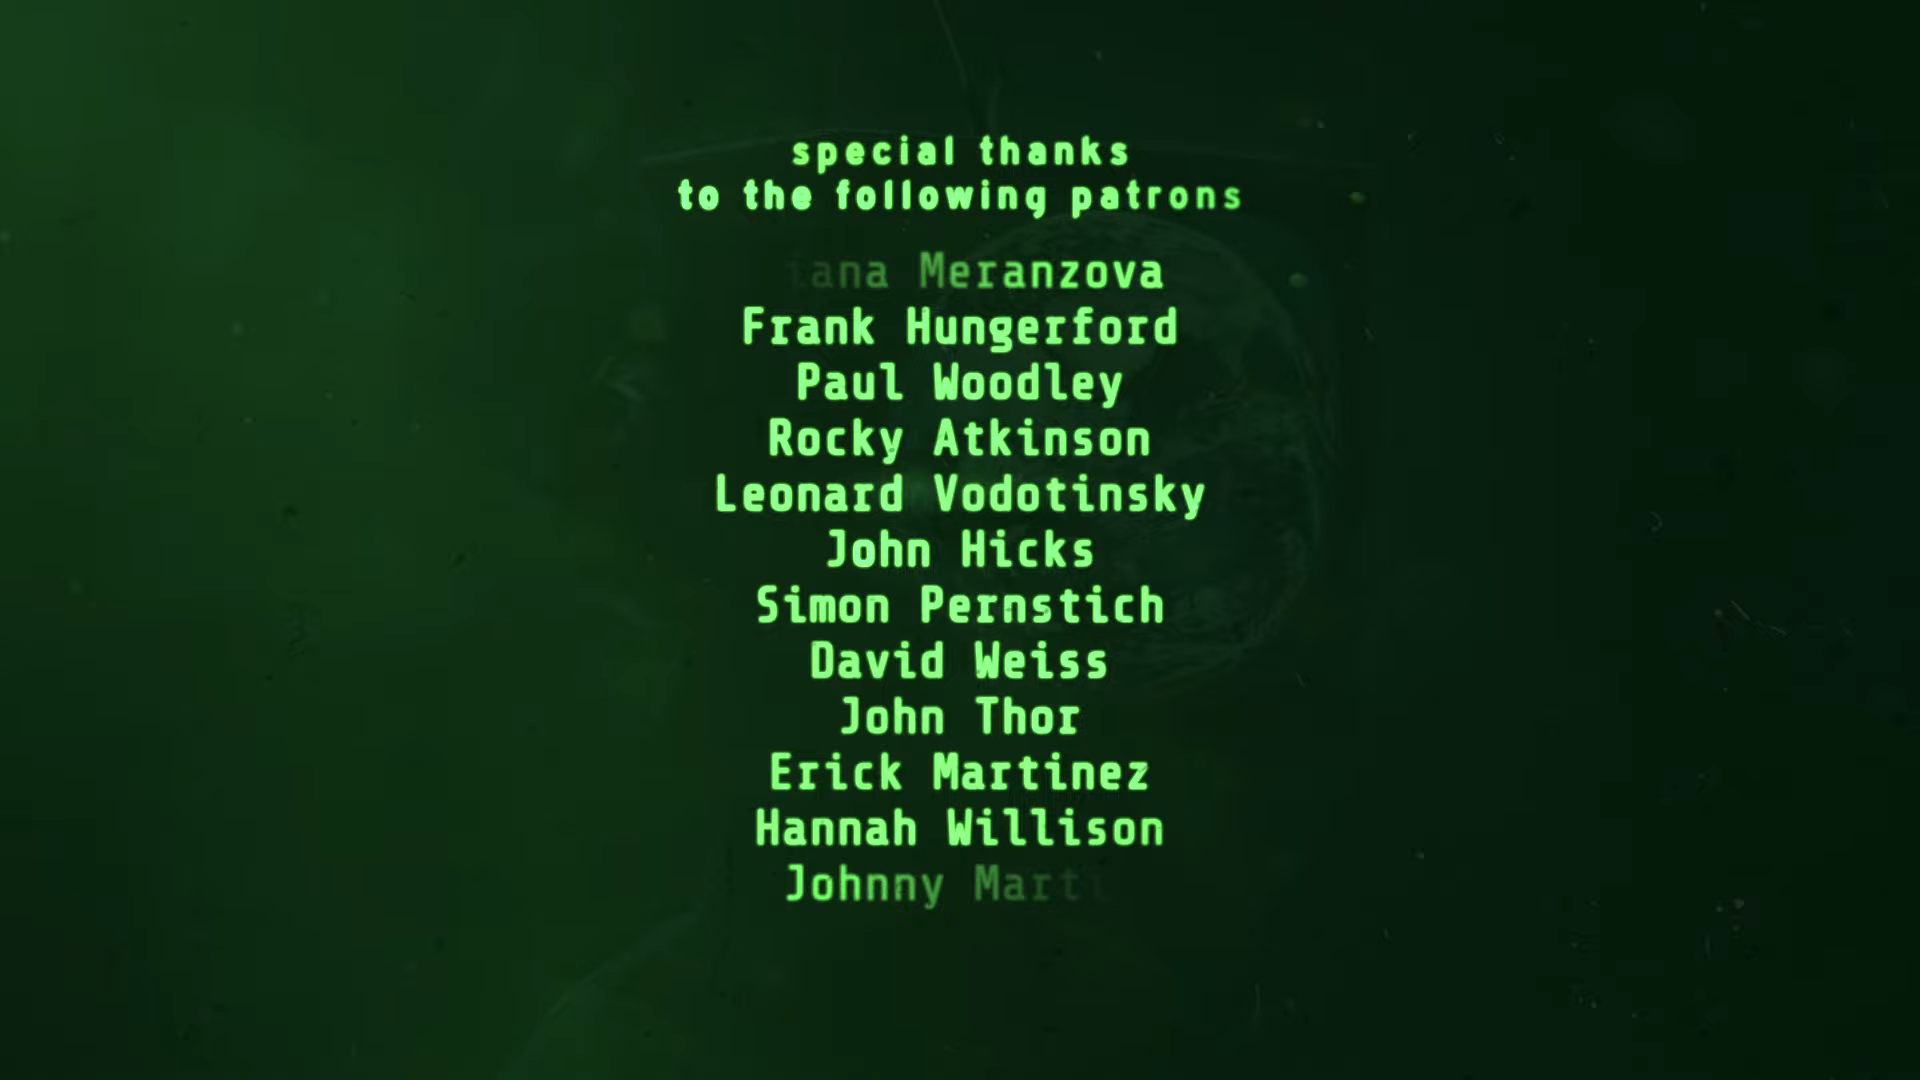 special thanks
to the following patrons
Meranzova
Frank Hungerford
Paul Woodley
Rocky Atkinson
Leonard Vodotinsky
John Hicks
Simon Pernstich
David Weiss
John Thor
Erick Martinez
Hannah Willison
Johnny